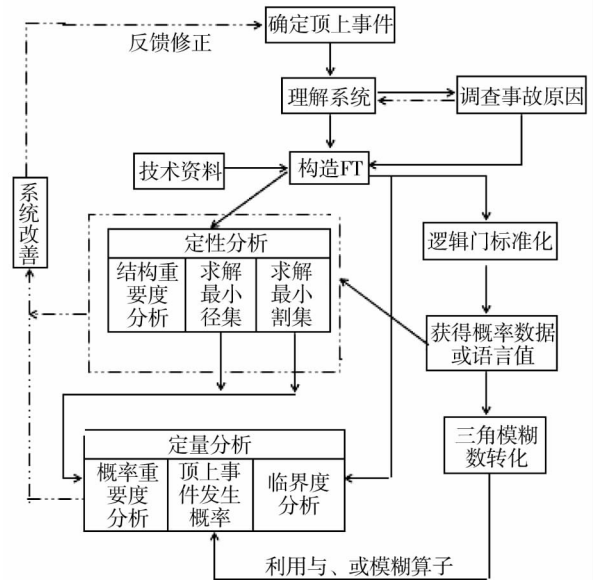 确定顶上事件
反馈修正
理解系统
调查事故原因
技术资料
构造FT
系统改善
定性分析
逻辑门标准化
结构重
要度
分析
求解
最小
径集
求解
最小
割集
获得概率数据
或语言值
三角模糊
数转化
定量分析
概率重
要度
分析
顶上事
件发生
概率
临界度
分析
利用与、或模糊算子